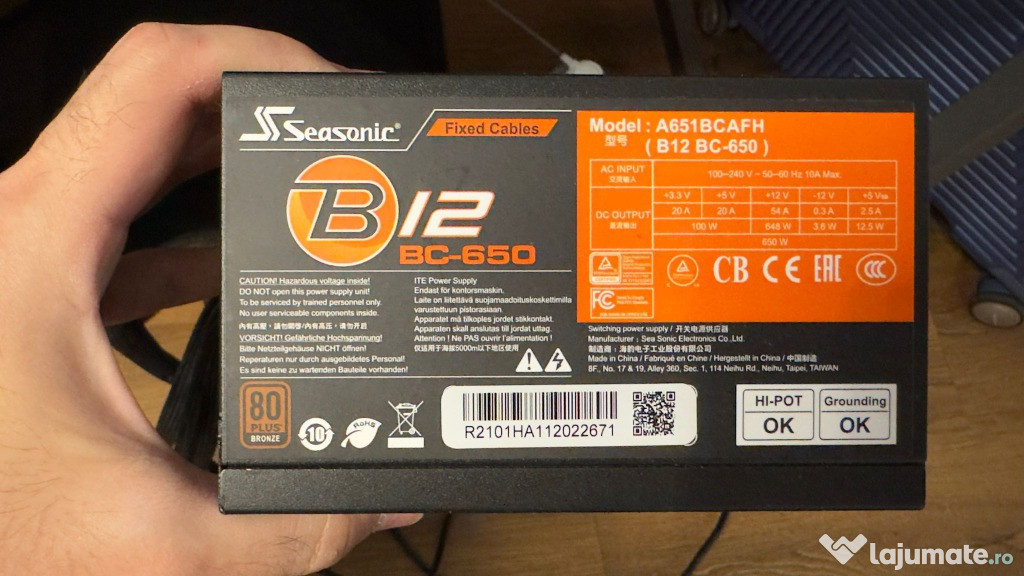 Seasonic®
Fixed Cables
B12
BC-650
Model : A651BCAFH
型号 ( B12 BC-650 )
AC INPUT 交流输入 100–240 V ~ 50–60 Hz 10A Max.
DC OUTPUT 直流输出 +3.3 V +5 V +12 V -12 V +5 Vsb
20 A 20 A 54 A 0.3 A 2.5 A
100 W 648 W 3.6 W 12.5 W
650 W
CB CE EAC CCC
FC
CAUTION! Hazardous voltage inside!
DO NOT open this power supply unit!
To be serviced by trained personnel only.
No user serviceable components inside.
內有高壓，請勿開啓/内有高压，请勿开启
VORSICHT! Gefährliche Hochspannung!
Bitte Netzteilgehäuse NICHT öffnen !
Reperaturen nur durch ausgebildetes Personal!
Es sind keine zu wartenden Bauteile vorhanden!
ITE Power Supply
Endast för kontorsmaskin.
Laite on liitettävä suojamaadoituskoskettimilla
varustettuun pistorasiaan.
Apparatet må tilkoples jordet stikkontakt.
Apparaten skall anslutas till jordat uttag.
Attention ! Ne PAS ouvrir l'alimentation !
仅适用于海拔5000m以下地区使用
Switching power supply / 开关电源供应器
Manufacturer : Sea Sonic Electronics Co.,Ltd.
制造商 : 海韵电子工业股份有限公司
Made in China / Fabriqué en Chine / Hergestellt in China / 中国制造
8F., No. 17 & 19, Alley 360, Sec. 1, 114 Neihu Rd., Neihu, Taipei, TAIWAN
80
PLUS®
BRONZE
10
RoHS
R2101HA112022671
HI-POT
OK
Grounding
OK
lajumate.ro